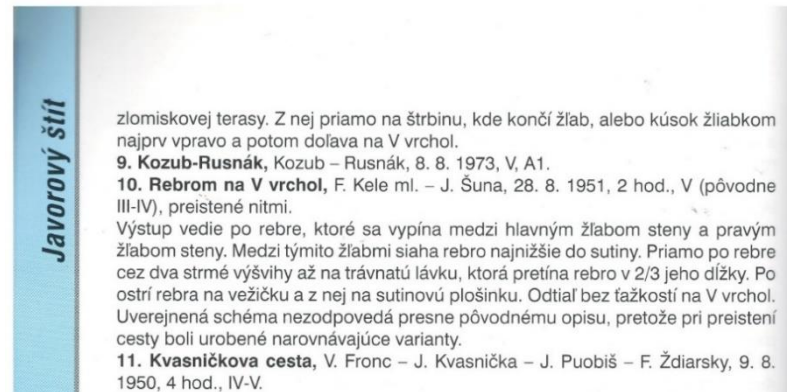 Javorový štít
zlomiskovej terasy. Z nej priamo na štrbinu, kde končí žľab, alebo kúsok žliabkom
najprv vpravo a potom doľava na V vrchol.
9. Kozub-Rusnák, Kozub – Rusnák, 8. 8. 1973, V, A1.
10. Rebrom na V vrchol, F. Kele ml. – J. Šuna, 28. 8. 1951, 2 hod., V (pôvodne
III-IV), preistené nitmi.
Výstup vedie po rebre, ktoré sa vypína medzi hlavným žľabom steny a pravým
žľabom steny. Medzi týmito žľabmi siaha rebro najnižšie do sutiny. Priamo po rebre
cez dva strmé výšvihy až na trávnatú lávku, ktorá pretína rebro v 2/3 jeho dĺžky. Po
ostrí rebra na vežičku a z nej na sutinovú plošinku. Odtiaľ bez ťažkostí na V vrchol.
Uverejnená schéma nezodpovedá presne pôvodnému opisu, pretože pri preistení
cesty boli urobené narovnávajúce varianty.
11. Kvasničkova cesta, V. Fronc – J. Kvasnička – J. Puobiš – F. Ždiarsky, 9. 8.
1950, 4 hod., IV-V.